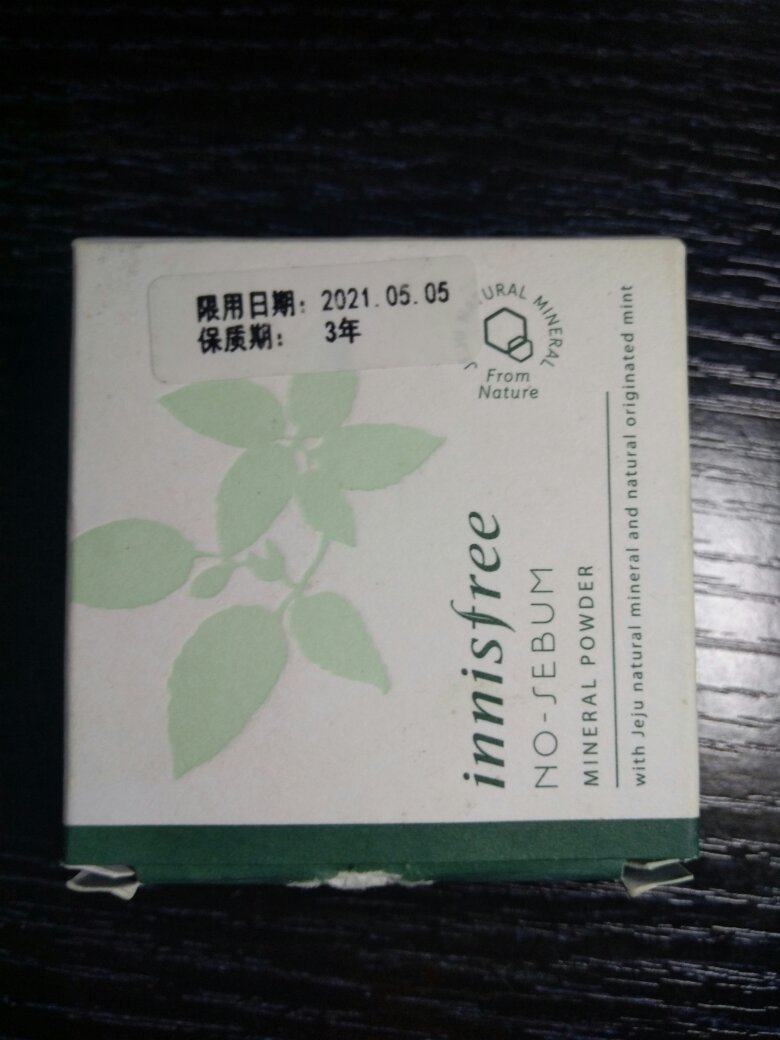 限用日期: 2021.05.05
保质期: 3年
URAL MINERAL
From
Nature
innisfree
NO-SEBUM
MINERAL POWDER
with Jeju natural mineral and natural originated mint